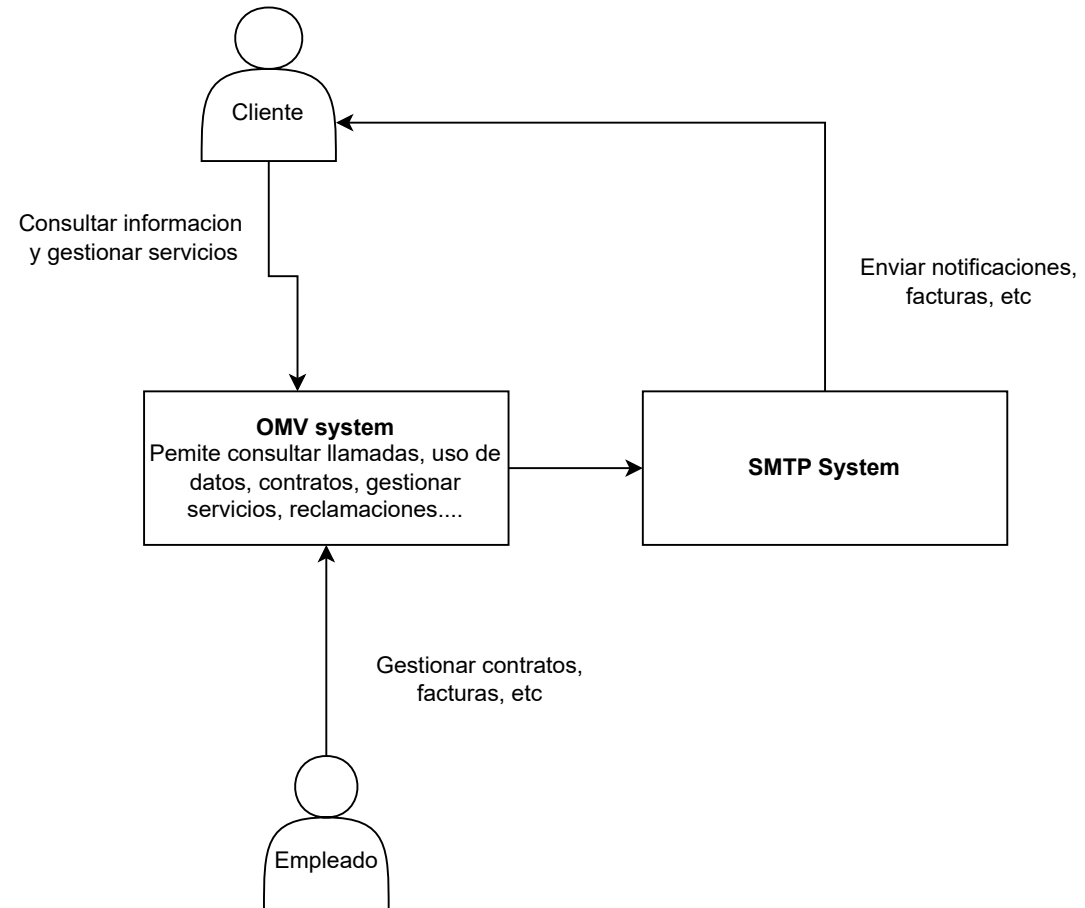 Cliente
Consultar informacion
y gestionar servicios
Enviar notificaciones,
facturas, etc
OMV system
Pemite consultar llamadas, uso de
datos, contratos, gestionar
servicios, reclamaciones....
SMTP System
Gestionar contratos,
facturas, etc
Empleado